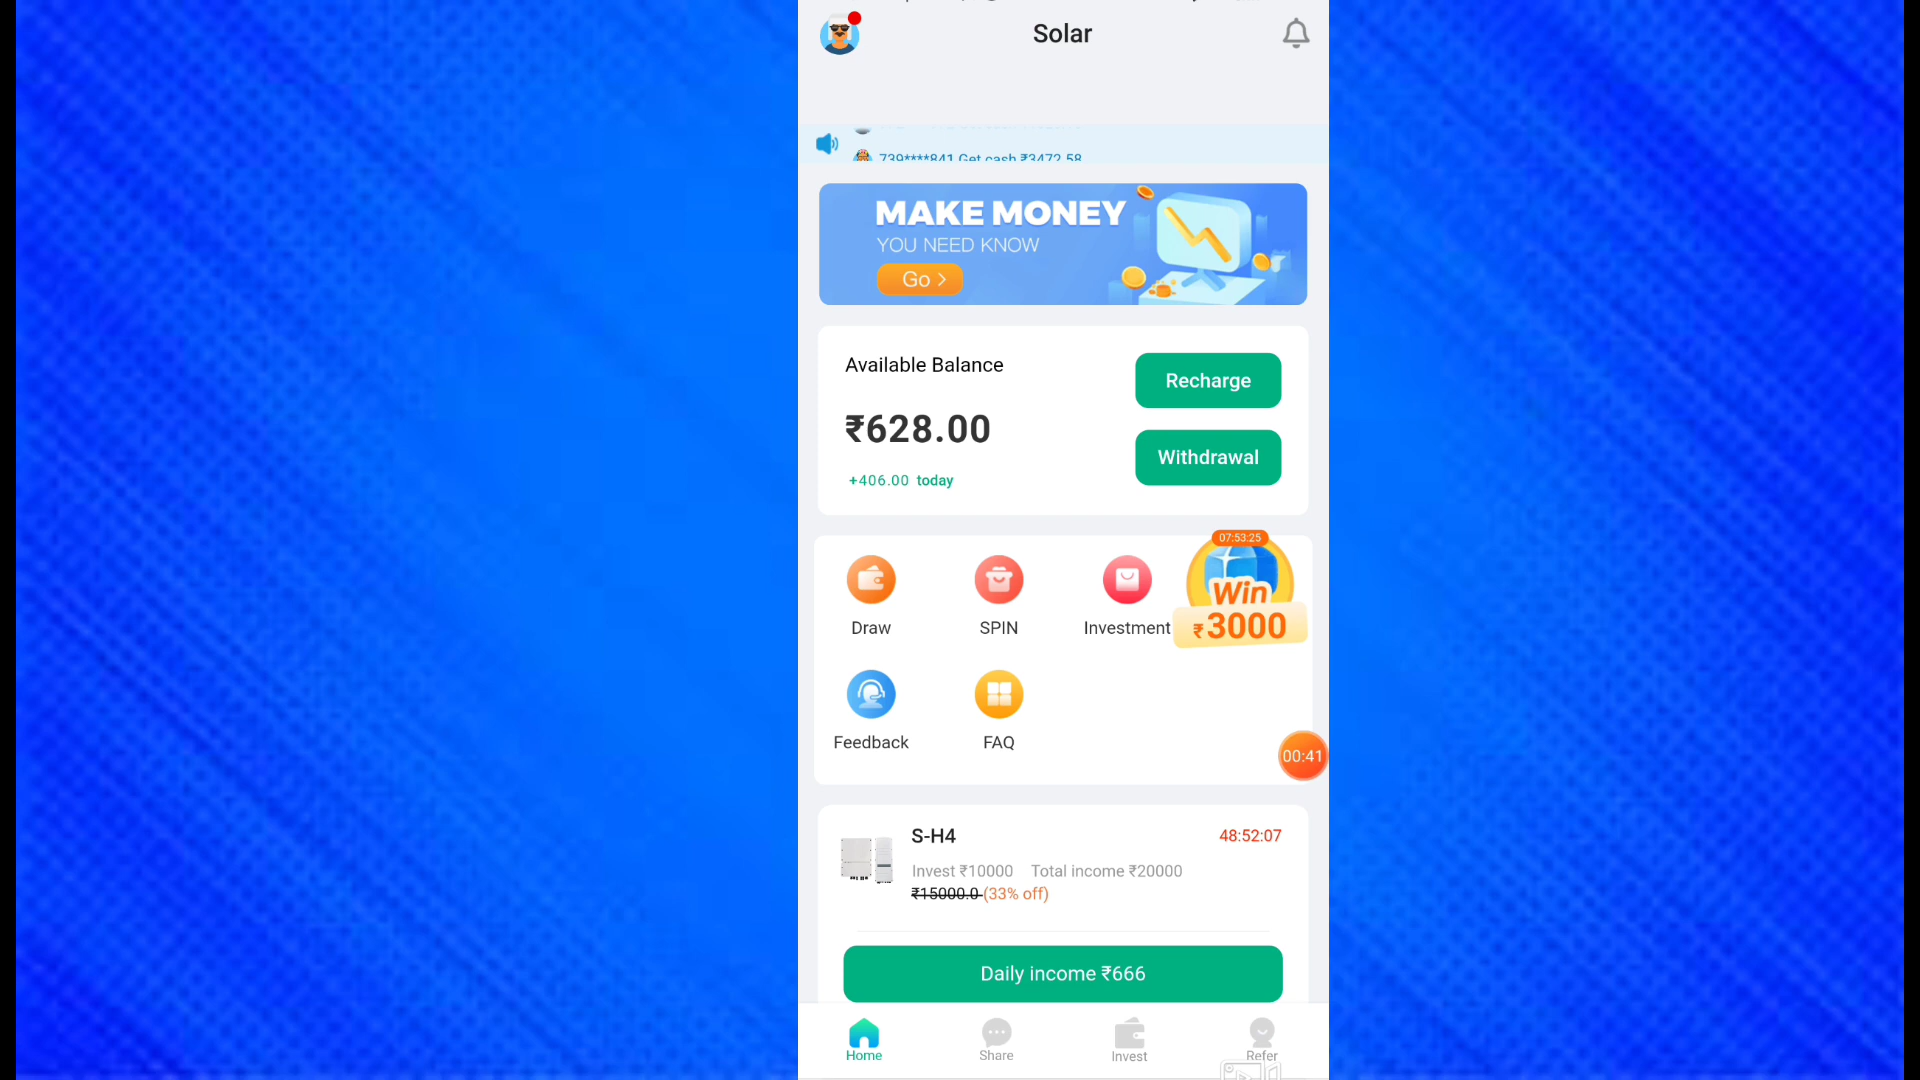 Solar
739****841 Get cash ₹3472.58
MAKE MONEY
YOU NEED KNOW
Go >
Available Balance
Recharge
₹628.00
Withdrawal
+406.00 today
07:53:25
Win
₹3000
Draw
SPIN
Investment
Feedback
FAQ
00:41
S-H4
48:52:07
Invest ₹10000 Total income ₹20000
₹15000.0 (33% off)
Daily income ₹666
Home
Share
Invest
Refer